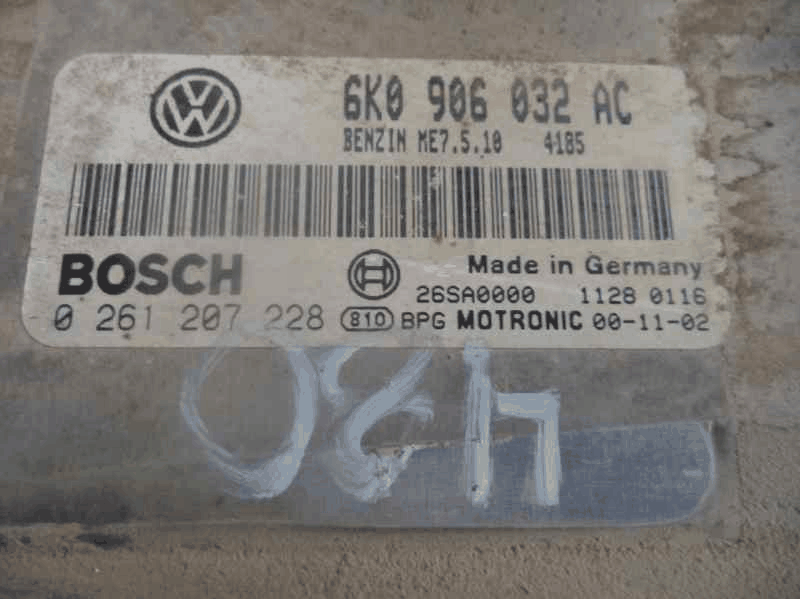 6K0 906 032 AC
BENZIN ME7.5.10 4185
BOSCH
Made in Germany
26SA0000 1128 0116
0 261 207 228 810 BPG MOTRONIC 00-11-02